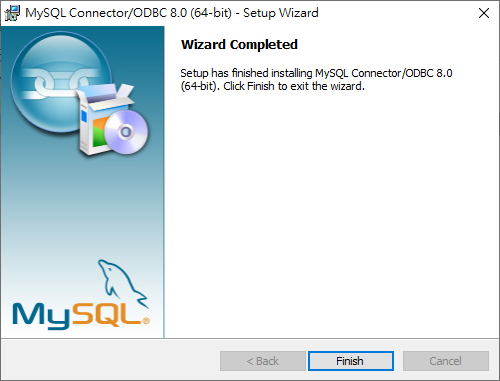 MySQL Connector/ODBC 8.0 (64-bit) - Setup Wizard
Wizard Completed
Setup has finished installing MySQL Connector/ODBC 8.0
(64-bit). Click Finish to exit the wizard.
MySQL®
< Back
Finish
Cancel